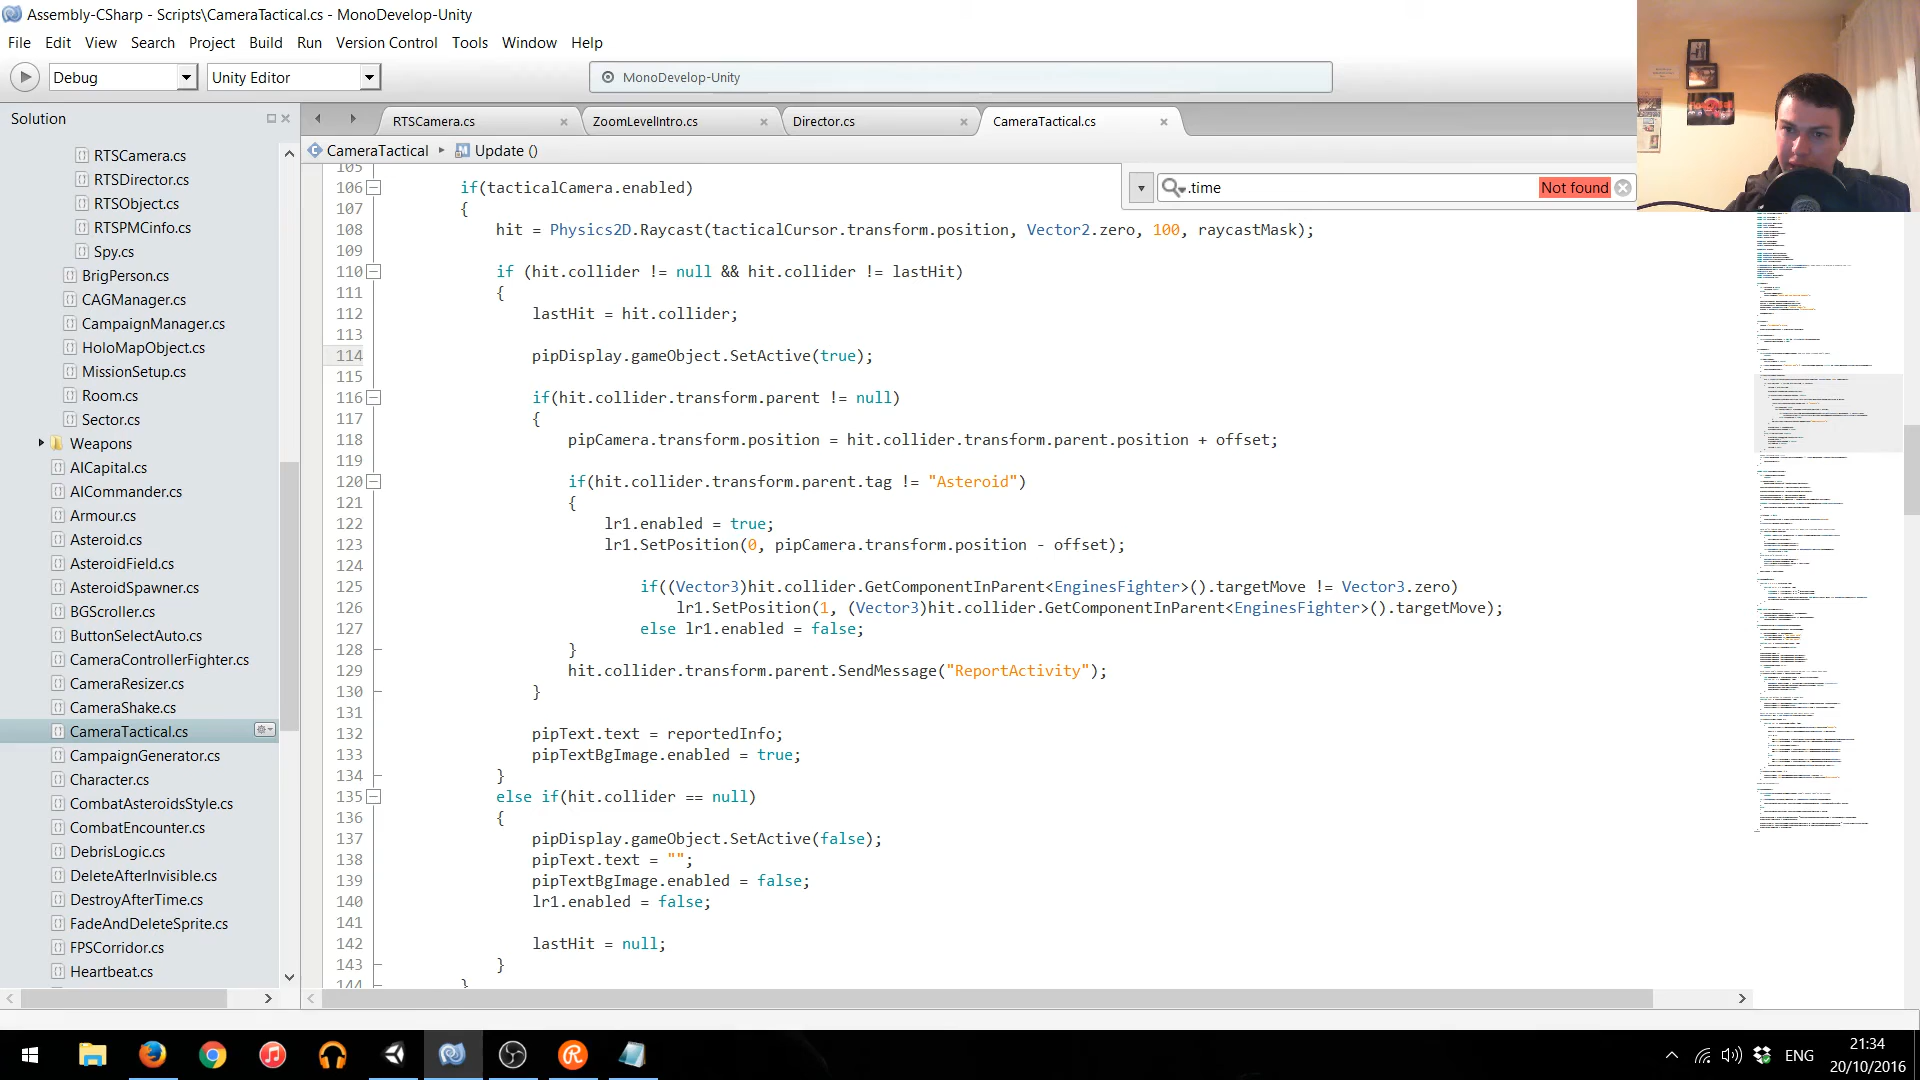 Assembly-CSharp - Scripts\CameraTactical.cs - MonoDevelop-Unity
File Edit View Search Project Build Run Version Control Tools Window Help
Debug Unity Editor MonoDevelop-Unity
Solution
RTSCamera.cs ZoomLevelIntro.cs Director.cs CameraTactical.cs
CameraTactical Update ()
.time Not found
RTSCamera.cs
RTSDirector.cs
RTSObject.cs
RTSPMCinfo.cs
Spy.cs
BrigPerson.cs
CAGManager.cs
CampaignManager.cs
HoloMapObject.cs
MissionSetup.cs
Room.cs
Sector.cs
Weapons
AICapital.cs
AICommander.cs
Armour.cs
Asteroid.cs
AsteroidField.cs
AsteroidSpawner.cs
BGScroller.cs
ButtonSelectAuto.cs
CameraControllerFighter.cs
CameraResizer.cs
CameraShake.cs
CameraTactical.cs
CampaignGenerator.cs
Character.cs
CombatAsteroidsStyle.cs
CombatEncounter.cs
DebrisLogic.cs
DeleteAfterInvisible.cs
DestroyAfterTime.cs
FadeAndDeleteSprite.cs
FPSCorridor.cs
Heartbeat.cs
105
106 if(tacticalCamera.enabled)
107 {
108 hit = Physics2D.Raycast(tacticalCursor.transform.position, Vector2.zero, 100, raycastMask);
109
110 if (hit.collider != null && hit.collider != lastHit)
111 {
112 lastHit = hit.collider;
113
114 pipDisplay.gameObject.SetActive(true);
115
116 if(hit.collider.transform.parent != null)
117 {
118 pipCamera.transform.position = hit.collider.transform.parent.position + offset;
119
120 if(hit.collider.transform.parent.tag != "Asteroid")
121 {
122 lr1.enabled = true;
123 lr1.SetPosition(0, pipCamera.transform.position - offset);
124
125 if((Vector3)hit.collider.GetComponentInParent<EnginesFighter>().targetMove != Vector3.zero)
126 lr1.SetPosition(1, (Vector3)hit.collider.GetComponentInParent<EnginesFighter>().targetMove);
127 else lr1.enabled = false;
128 }
129 hit.collider.transform.parent.SendMessage("ReportActivity");
130 }
131
132 pipText.text = reportedInfo;
133 pipTextBgImage.enabled = true;
134 }
135 else if(hit.collider == null)
136 {
137 pipDisplay.gameObject.SetActive(false);
138 pipText.text = "";
139 pipTextBgImage.enabled = false;
140 lr1.enabled = false;
141
142 lastHit = null;
143 }
144 }
ENG
21:34
20/10/2016